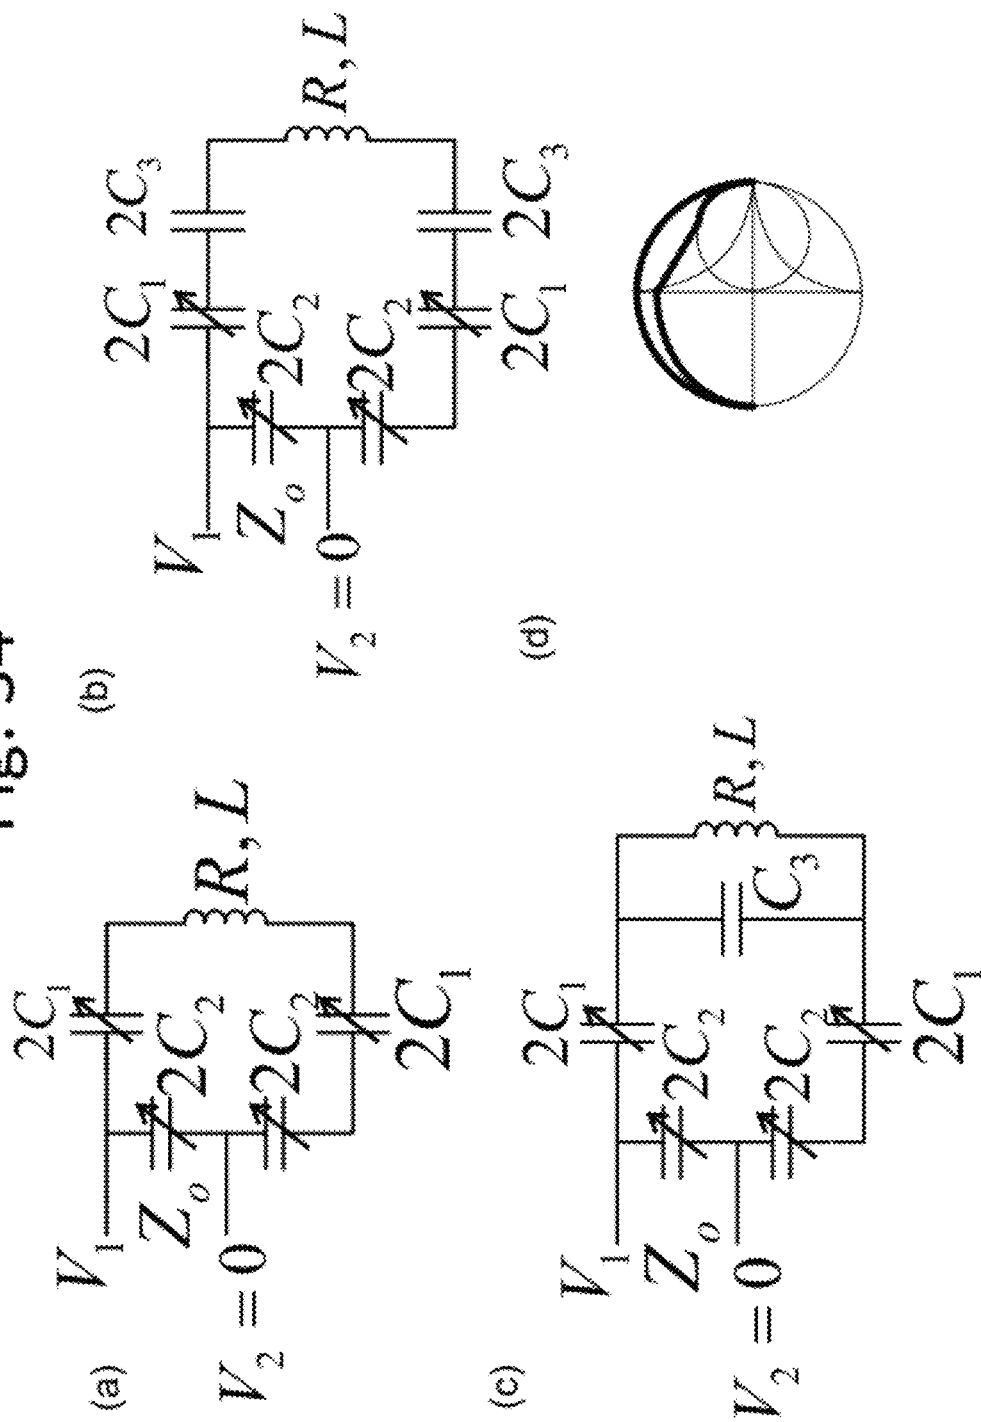 (a)
2C₁
V₁
2C₂
Zₒ
R, L
2C₂
V₂ = 0
2C₁
(b)
2C₁
2C₃
V₁
2C₂
Zₒ
R, L
2C₂
V₂ = 0
2C₁
2C₃
(c)
2C₁
V₁
2C₂
Zₒ
R, L
C₃
2C₂
V₂ = 0
2C₁
(d)